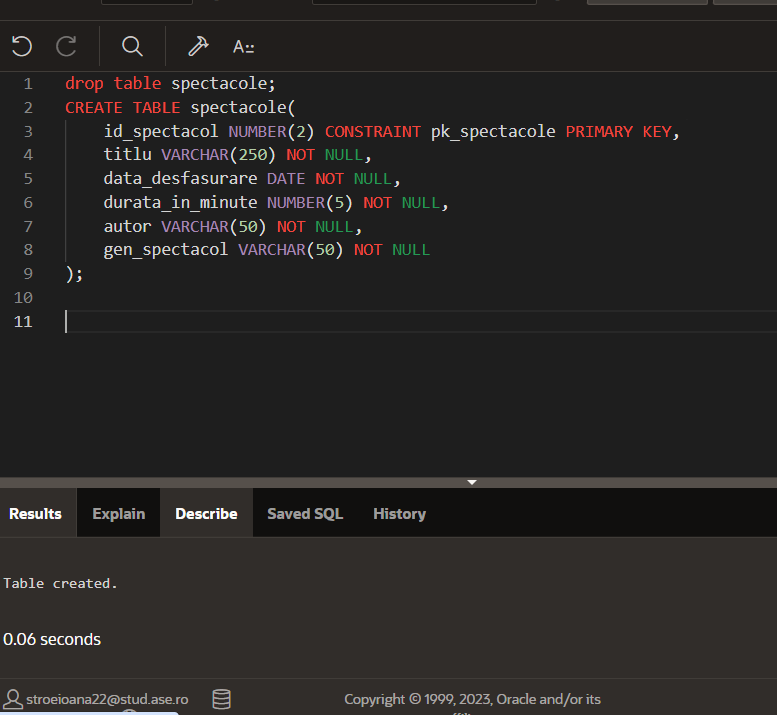 A::
1 drop table spectacole;
2 CREATE TABLE spectacole(
3 id_spectacol NUMBER(2) CONSTRAINT pk_spectacole PRIMARY KEY,
4 titlu VARCHAR(250) NOT NULL,
5 data_desfasurare DATE NOT NULL,
6 durata_in_minute NUMBER(5) NOT NULL,
7 autor VARCHAR(50) NOT NULL,
8 gen_spectacol VARCHAR(50) NOT NULL
9 );
10
11
Results Explain Describe Saved SQL History
Table created.
0.06 seconds
stroeioana22@stud.ase.ro Copyright © 1999, 2023, Oracle and/or its